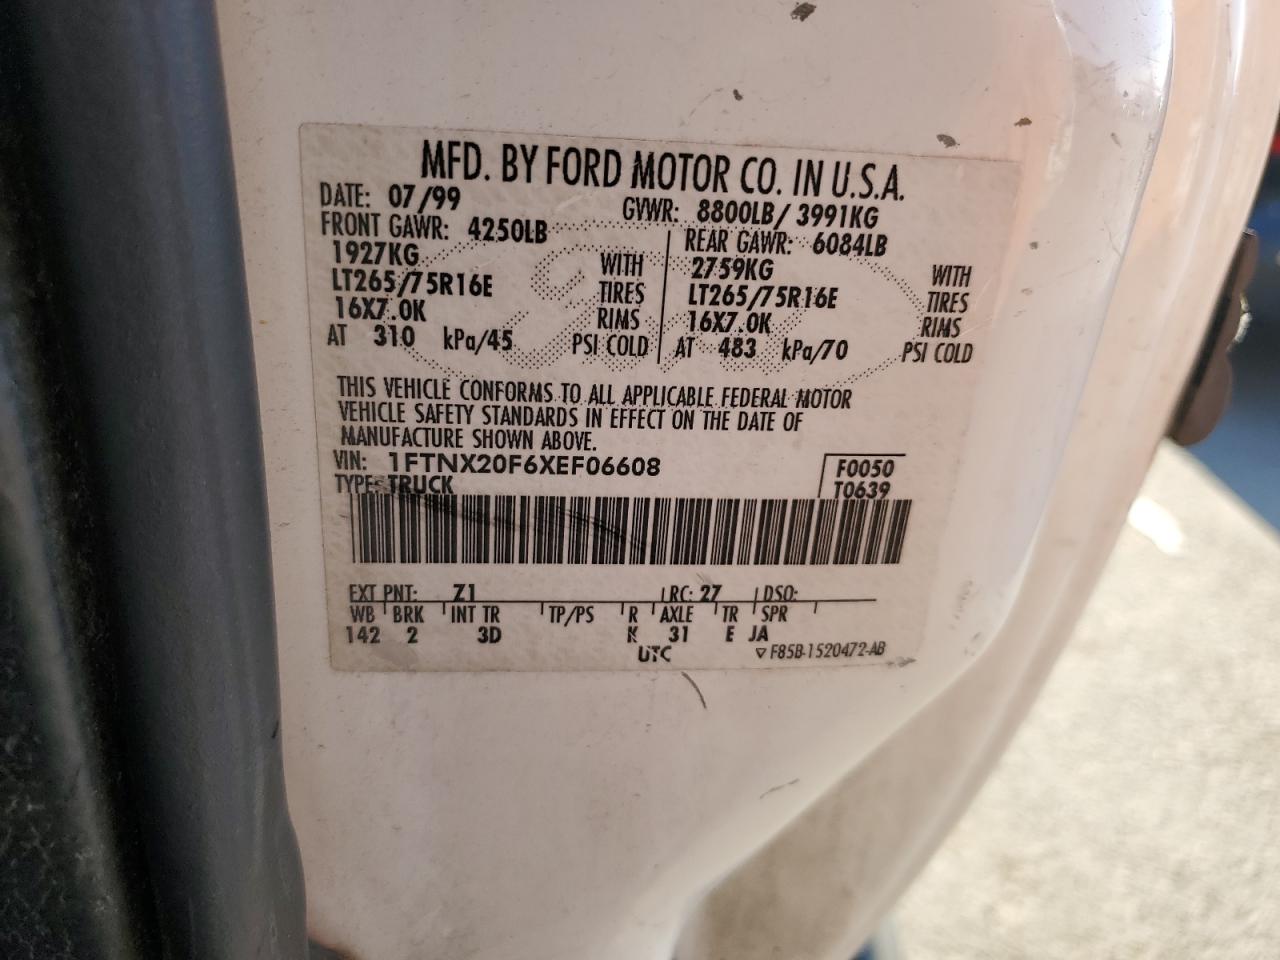 MFD. BY FORD MOTOR CO. IN U.S.A.
DATE: 07/99 GVWR: 8800LB/ 3991KG
FRONT GAWR: 4250LB REAR GAWR: 6084LB
1927KG WITH 2759KG WITH
LT265/75R16E TIRES LT265/75R16E TIRES
16X7.0K RIMS 16X7.0K RIMS
AT 310 kPa/45 PSI COLD AT 483 kPa/70 PSI COLD
THIS VEHICLE CONFORMS TO ALL APPLICABLE FEDERAL MOTOR
VEHICLE SAFETY STANDARDS IN EFFECT ON THE DATE OF
MANUFACTURE SHOWN ABOVE.
VIN: 1FTNX20F6XEF06608 F0050
TYPE: TRUCK T0639
EXT PNT: Z1 RC: 27 DSO:
WB BRK INT TR TP/PS R AXLE TR SPR
142 2 3D K 31 E JA
UTC ▽ F85B-1520472-AB